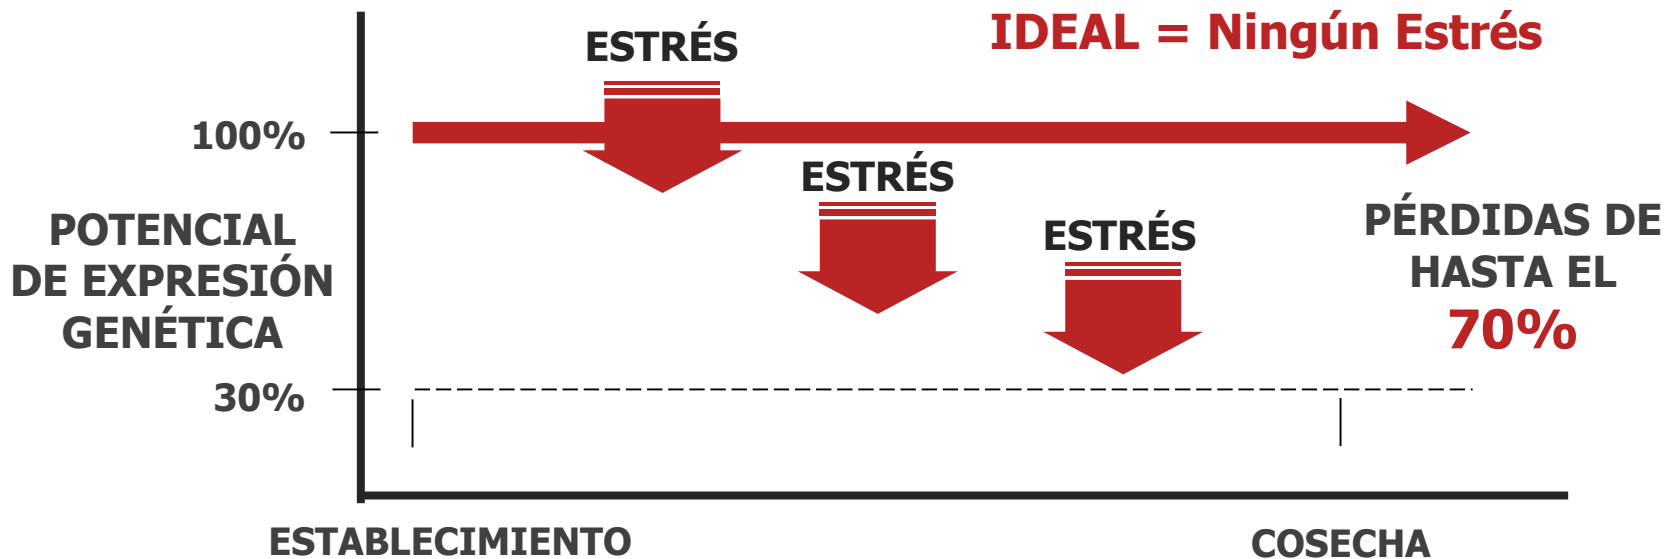 IDEAL = Ningún Estrés
ESTRÉS
100%
ESTRÉS
ESTRÉS
POTENCIAL
DE EXPRESIÓN
GENÉTICA
PÉRDIDAS DE
HASTA EL
70%
30%
ESTABLECIMIENTO
COSECHA